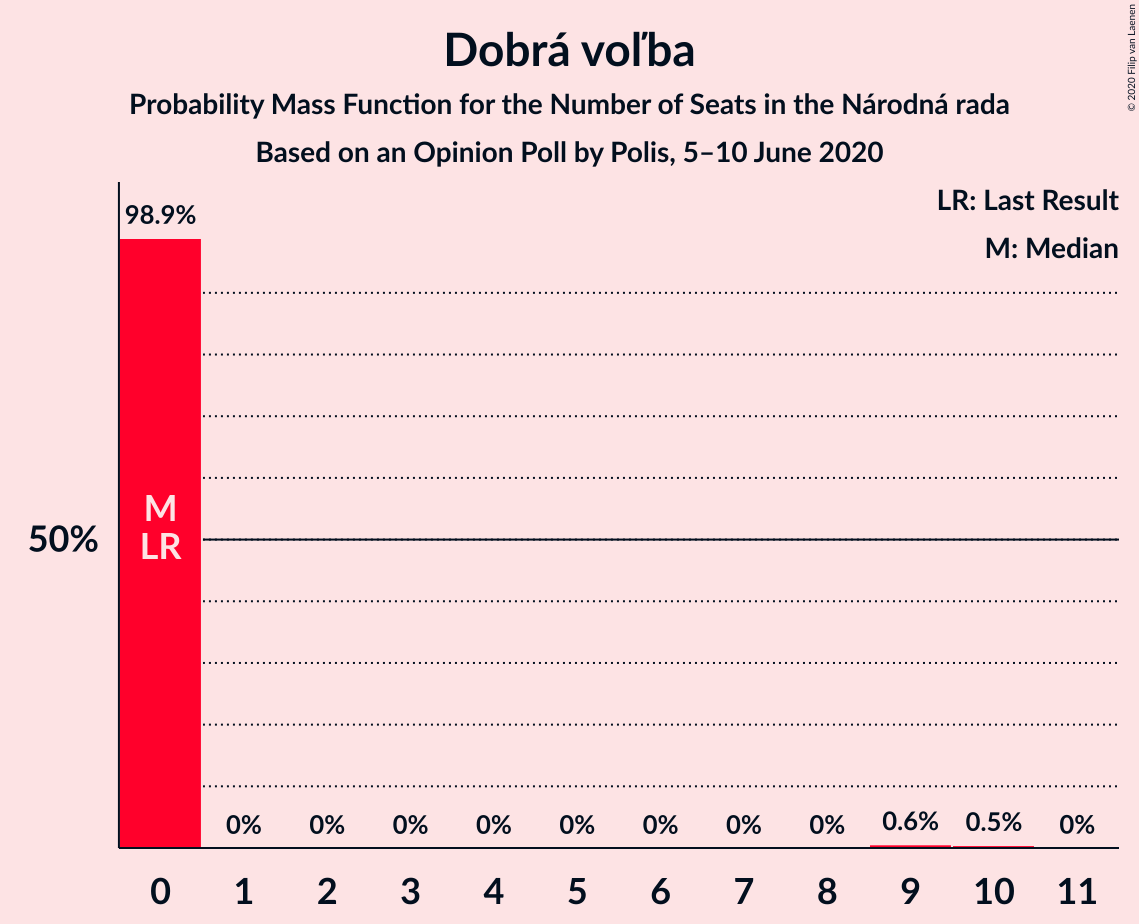 Dobrá voľba
Probability Mass Function for the Number of Seats in the Národná rada
Based on an Opinion Poll by Polis, 5–10 June 2020
© 2020 Filip van Laenen
LR: Last Result
M: Median
98.9%
M
LR
50%
0% 0% 0% 0% 0% 0% 0% 0% 0.6% 0.5% 0%
0 1 2 3 4 5 6 7 8 9 10 11